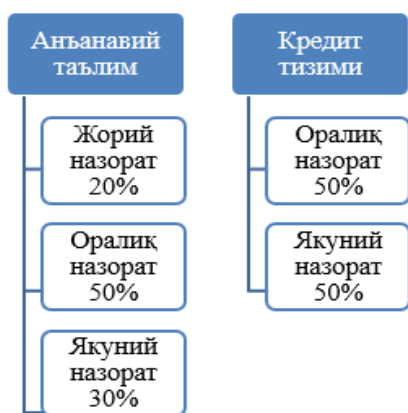 Анъанавий
таълим
Жорий
назорат
20%
Оралиқ
назорат
50%
Якуний
назорат
30%
Кредит
тизими
Оралиқ
назорат
50%
Якуний
назорат
50%